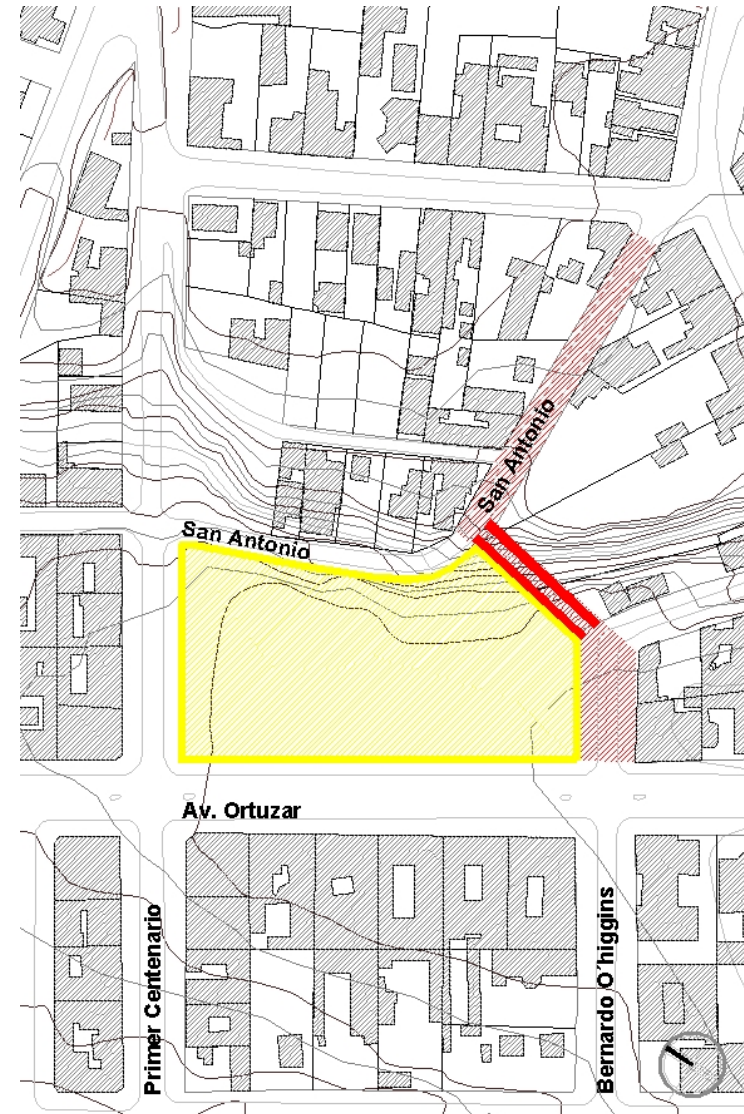 San Antonio
San Antonio
Av. Ortuzar
Primer Centenario
Bernardo O´higgins